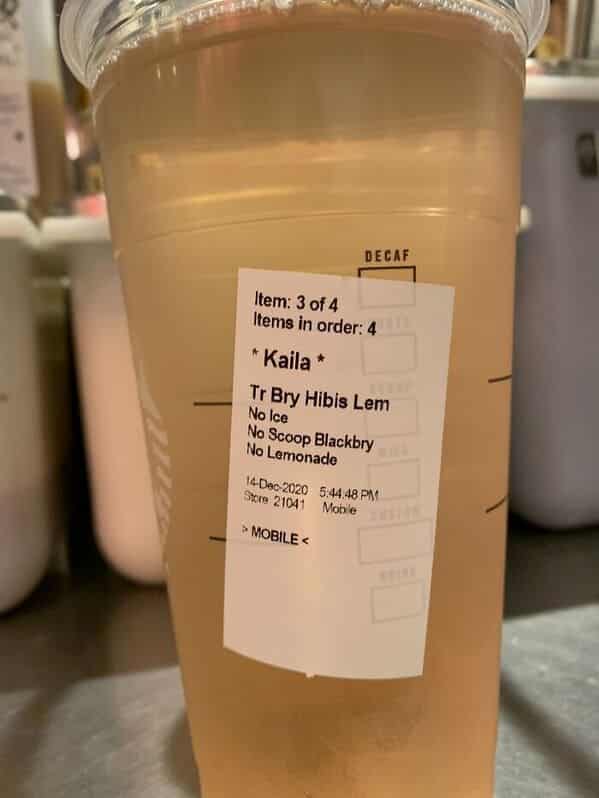 DECAF
Item: 3 of 4
Items in order: 4
* Kaila *
Tr Bry Hibis Lem
No Ice
No Scoop Blackbry
No Lemonade
14-Dec-2020 5:44:48 PM
Store 21041 Mobile
> MOBILE <